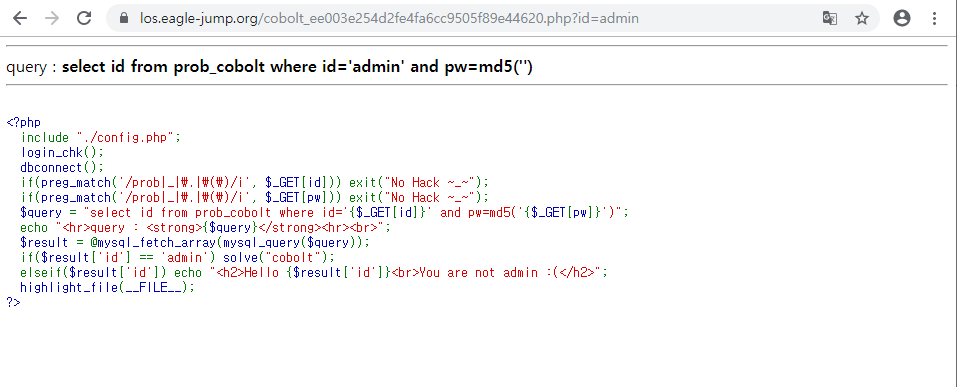 los.eagle-jump.org/cobolt_ee003e254d2fe4fa6cc9505f89e44620.php?id=admin
query : select id from prob_cobolt where id='admin' and pw=md5('')
<?php
  include "./config.php";
  login_chk();
  dbconnect();
  if(preg_match('/prob|_|₩.|₩(₩)/i', $_GET[id])) exit("No Hack ~_~");
  if(preg_match('/prob|_|₩.|₩(₩)/i', $_GET[pw])) exit("No Hack ~_~");
  $query = "select id from prob_cobolt where id='{$_GET[id]}' and pw=md5('{$_GET[pw]}')";
  echo "<hr>query : <strong>{$query}</strong><hr><br>";
  $result = @mysql_fetch_array(mysql_query($query));
  if($result['id'] == 'admin') solve("cobolt");
  elseif($result['id']) echo "<h2>Hello {$result['id']}<br>You are not admin :(</h2>";
  highlight_file(__FILE__);
?>